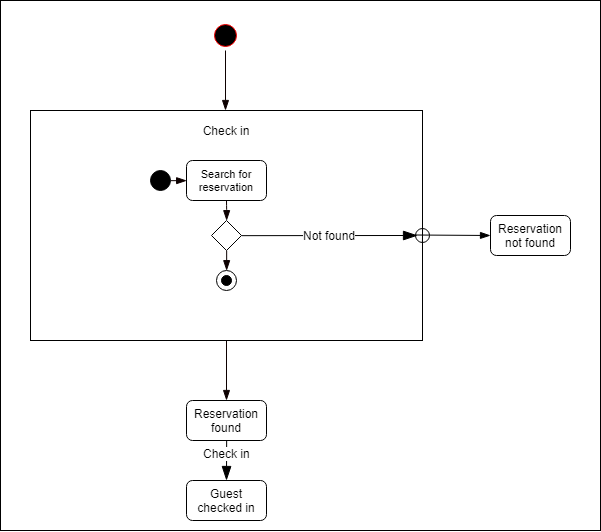 Check in
Search for
reservation
Not found
Reservation
not found
Reservation
found
Check in
Guest
checked in